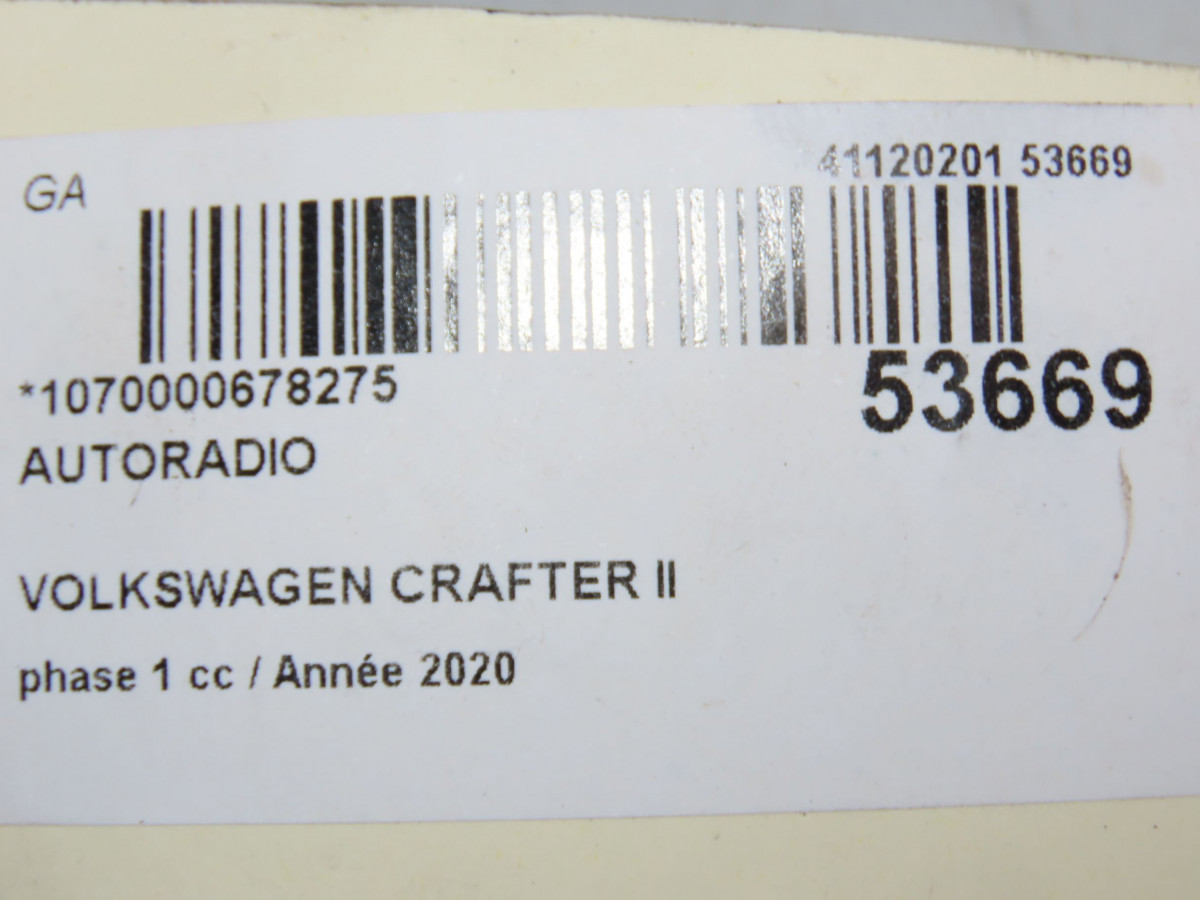 GA
41120201 53669
*1070000678275
53669
AUTORADIO
VOLKSWAGEN CRAFTER II
phase 1 cc / Année 2020